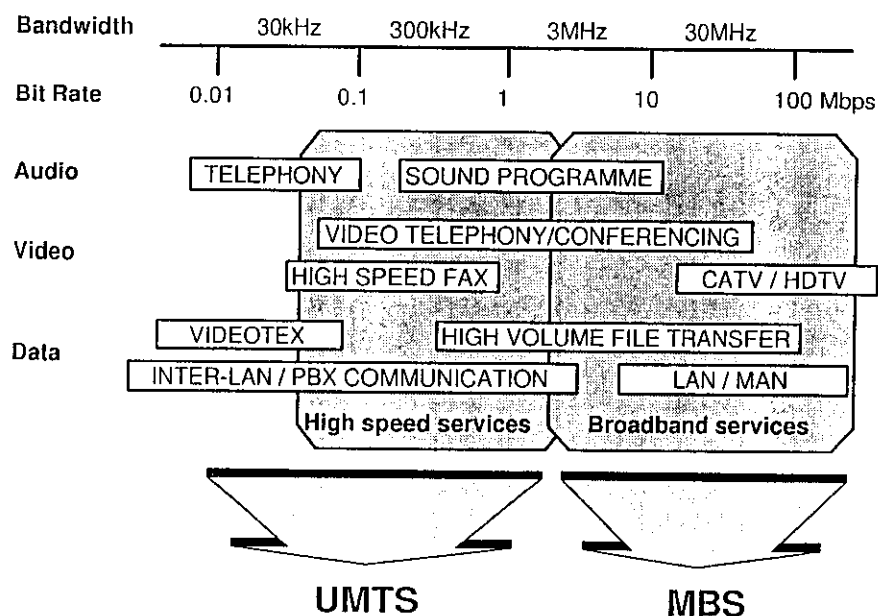 Bandwidth 30kHz 300kHz 3MHz 30MHz
Bit Rate 0.01 0.1 1 10 100 Mbps
Audio TELEPHONY SOUND PROGRAMME
VIDEO TELEPHONY/CONFERENCING
Video
HIGH SPEED FAX CATV / HDTV
VIDEOTEX HIGH VOLUME FILE TRANSFER
Data
INTER-LAN / PBX COMMUNICATION LAN / MAN
High speed services Broadband services
UMTS MBS